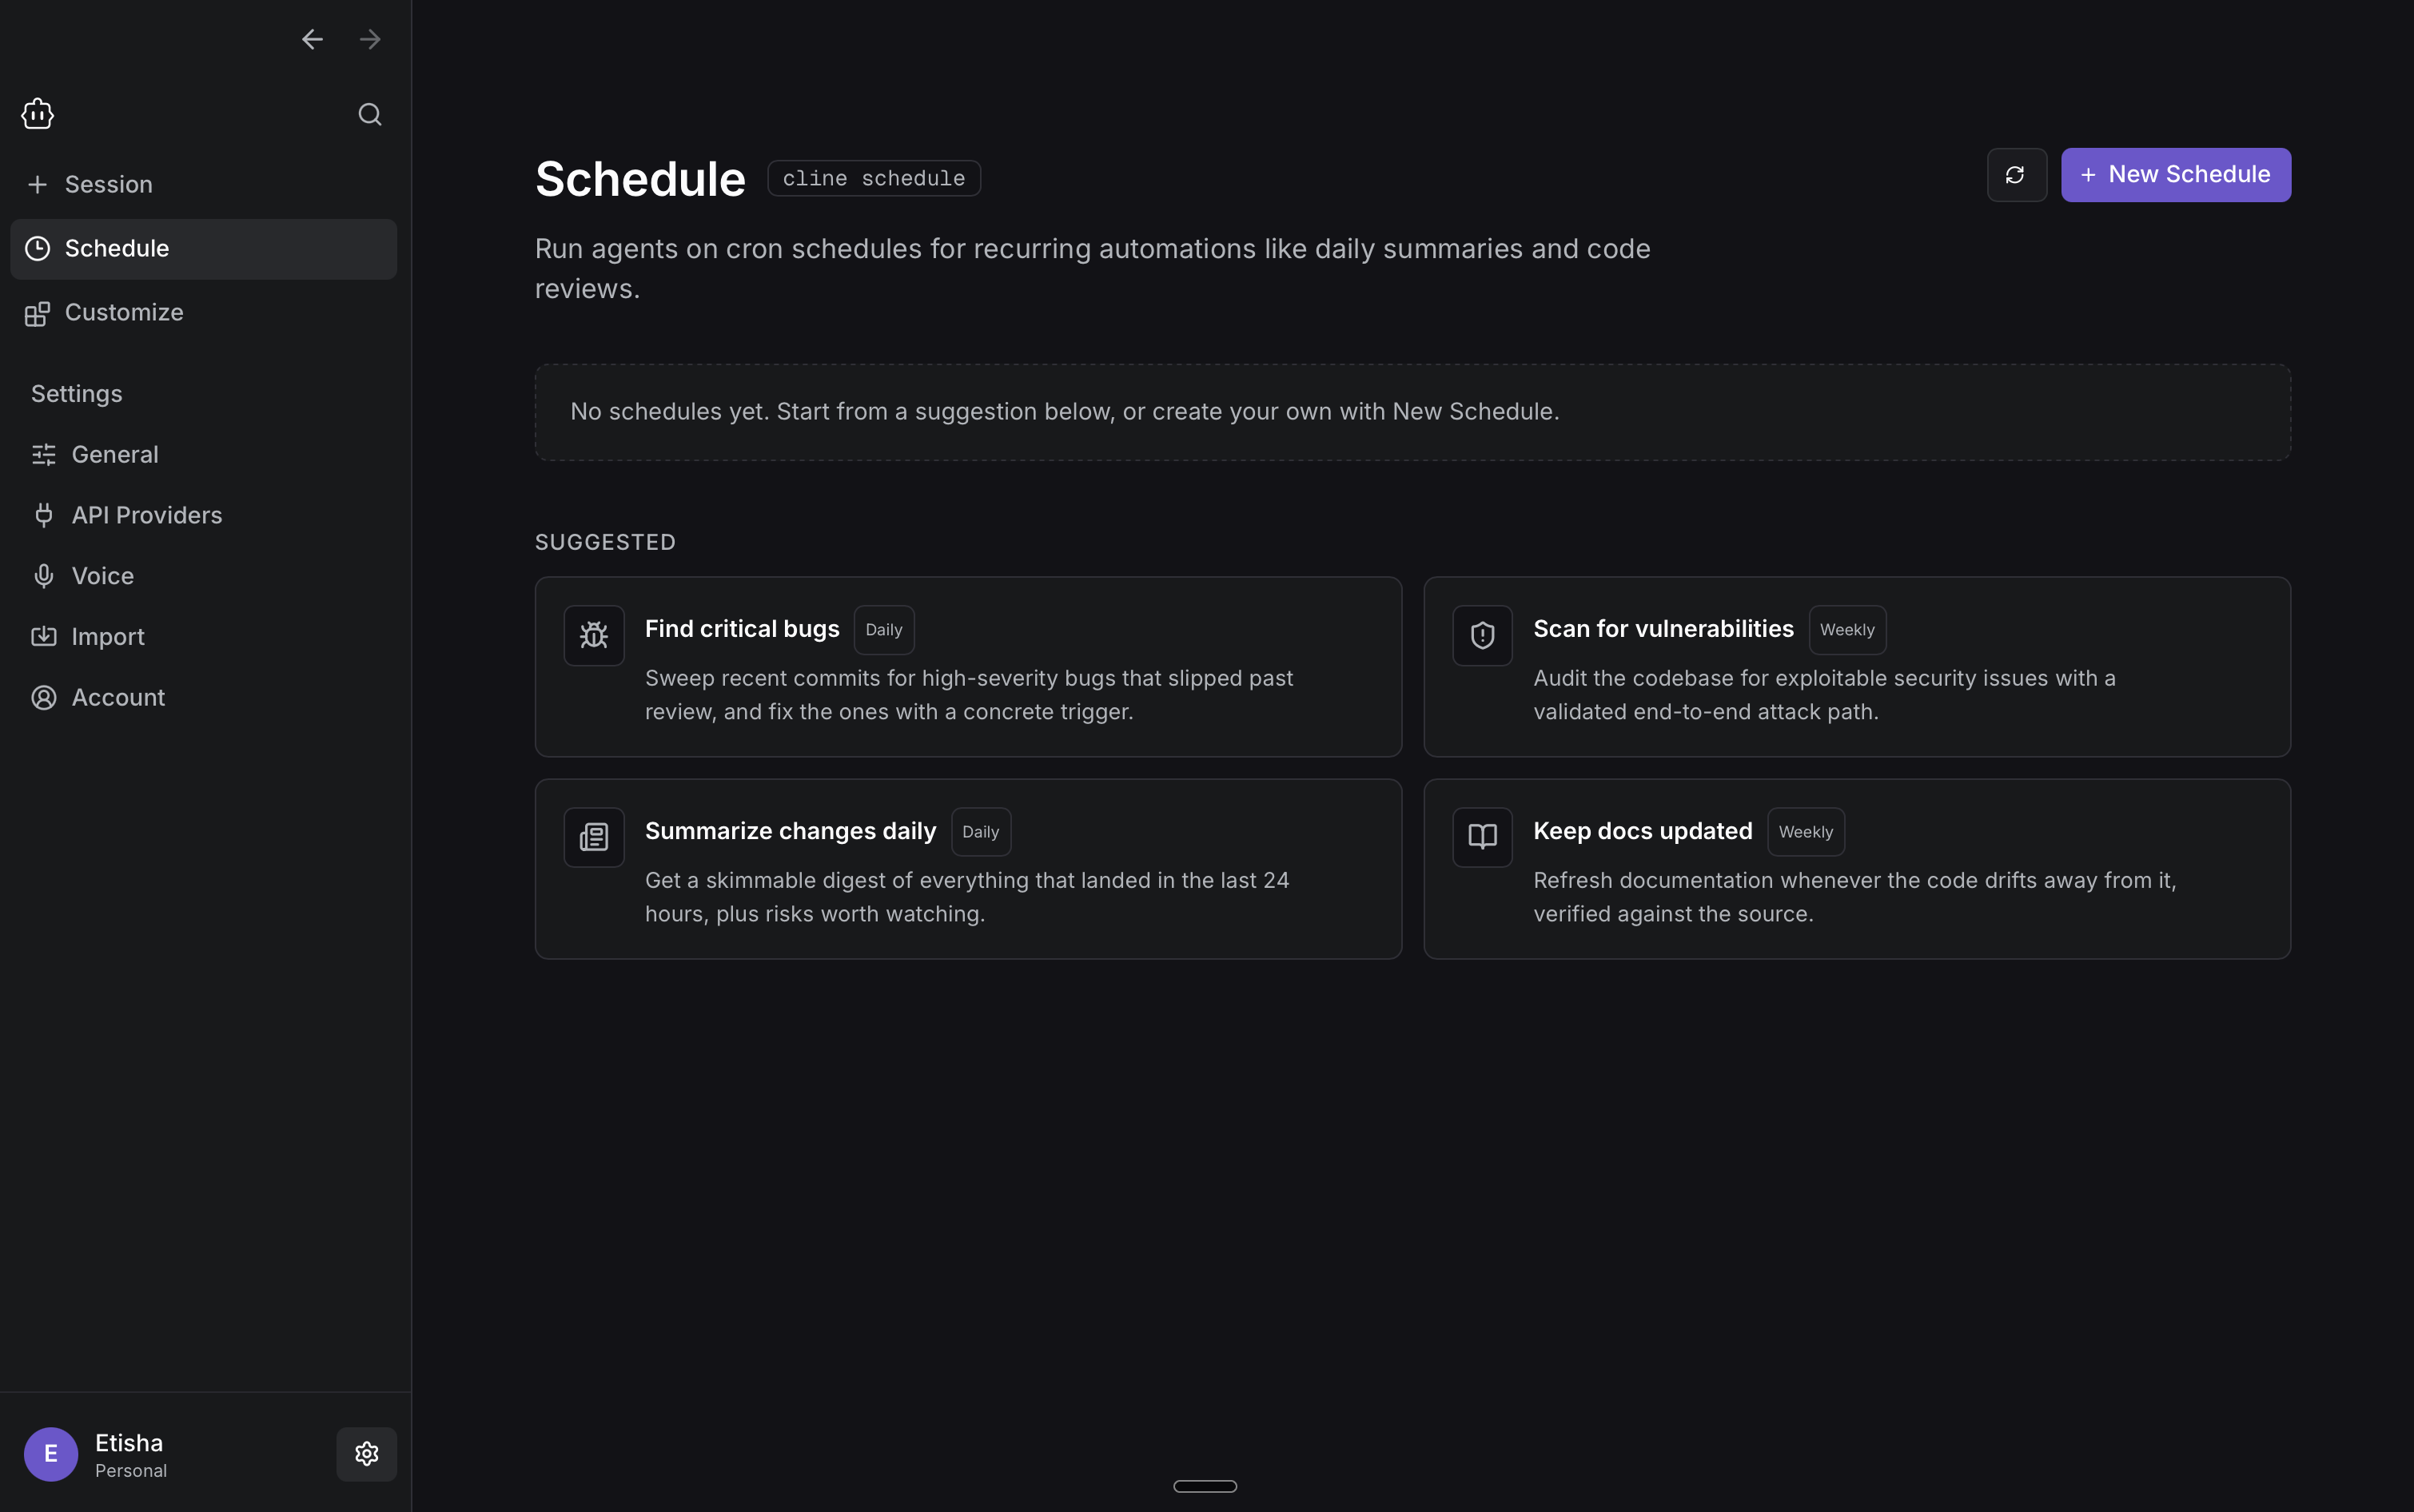 Session
Schedule
Customize
Settings
General
API Providers
Voice
Import
Account
E
Etisha
Personal
Schedule cline schedule
New Schedule
Run agents on cron schedules for recurring automations like daily summaries and code
reviews.
No schedules yet. Start from a suggestion below, or create your own with New Schedule.
SUGGESTED
Find critical bugs Daily
Sweep recent commits for high-severity bugs that slipped past
review, and fix the ones with a concrete trigger.
Scan for vulnerabilities Weekly
Audit the codebase for exploitable security issues with a
validated end-to-end attack path.
Summarize changes daily Daily
Get a skimmable digest of everything that landed in the last 24
hours, plus risks worth watching.
Keep docs updated Weekly
Refresh documentation whenever the code drifts away from it,
verified against the source.